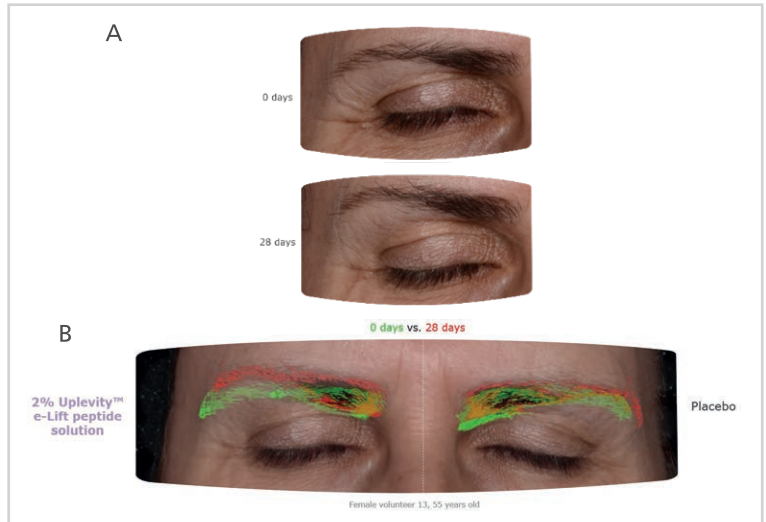 A
0 days
28 days
B
0 days vs. 28 days
2% Uplevity™
e-Lift peptide
solution
Placebo
Female volunteer 13, 55 years old